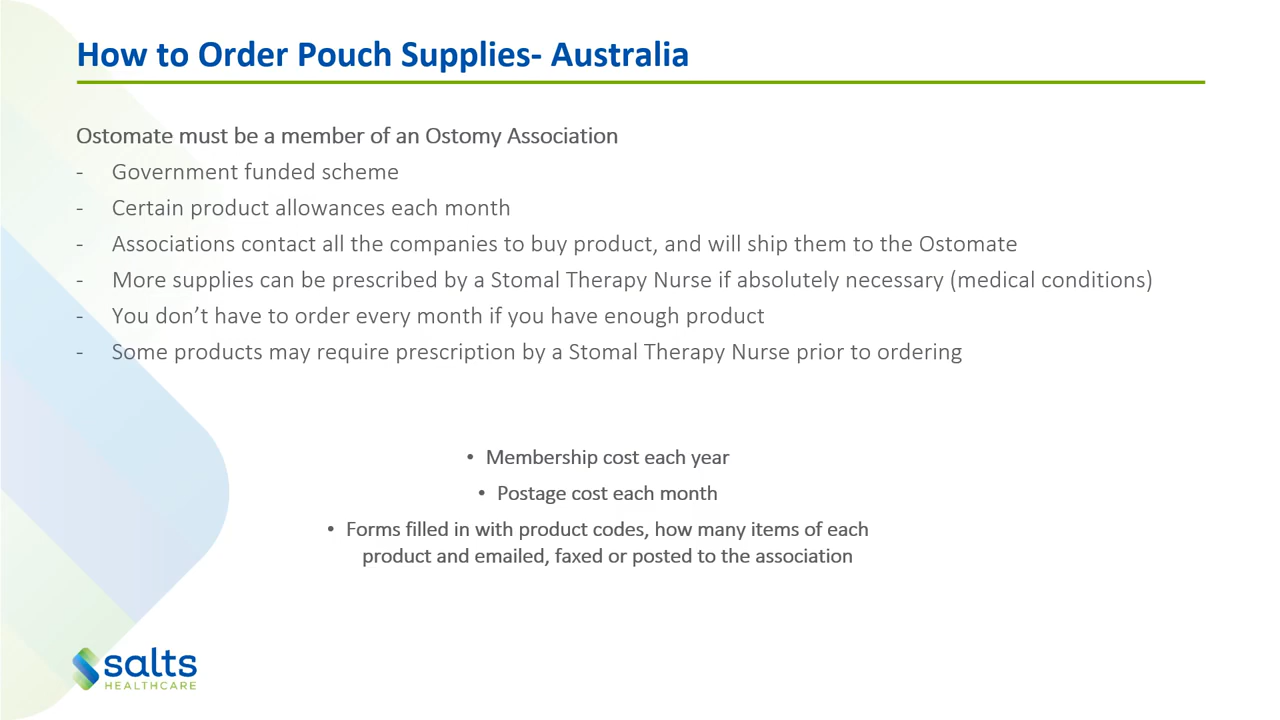 How to Order Pouch Supplies- Australia
Ostomate must be a member of an Ostomy Association
- Government funded scheme
- Certain product allowances each month
- Associations contact all the companies to buy product, and will ship them to the Ostomate
- More supplies can be prescribed by a Stomal Therapy Nurse if absolutely necessary (medical conditions)
- You don’t have to order every month if you have enough product
- Some products may require prescription by a Stomal Therapy Nurse prior to ordering
• Membership cost each year
• Postage cost each month
• Forms filled in with product codes, how many items of each
product and emailed, faxed or posted to the association
salts
HEALTHCARE